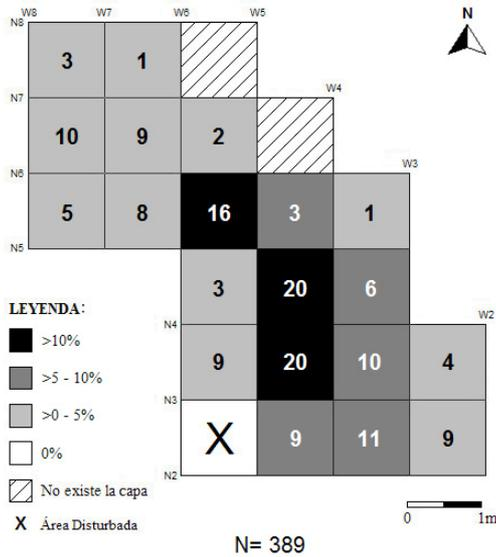 W8 W7 W6 W5
N8
N
3 1
N7
W4
10 9 2
N6
W3
5 8 16 3 1
N5
3 20 6
LEYENDA:
N4
W2
>10%
9 20 10 4
>5 - 10%
N3
>0 - 5%
X 9 11 9
0%
N2
No existe la capa
X Área Disturbada
0 1m
N= 389